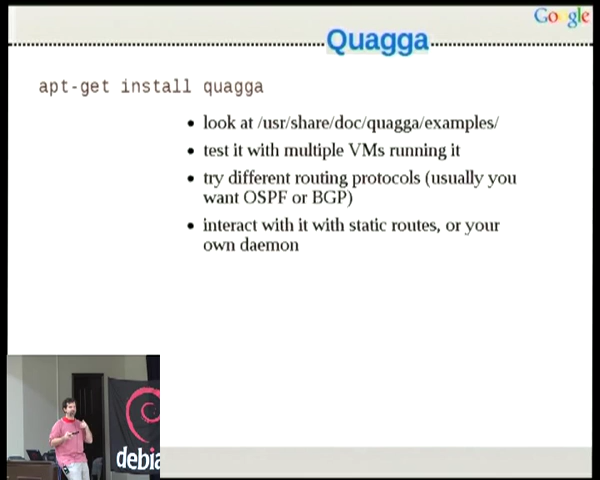 Google
Quagga
apt-get install quagga
• look at /usr/share/doc/quagga/examples/
• test it with multiple VMs running it
• try different routing protocols (usually you
want OSPF or BGP)
• interact with it with static routes, or your
own daemon
debia